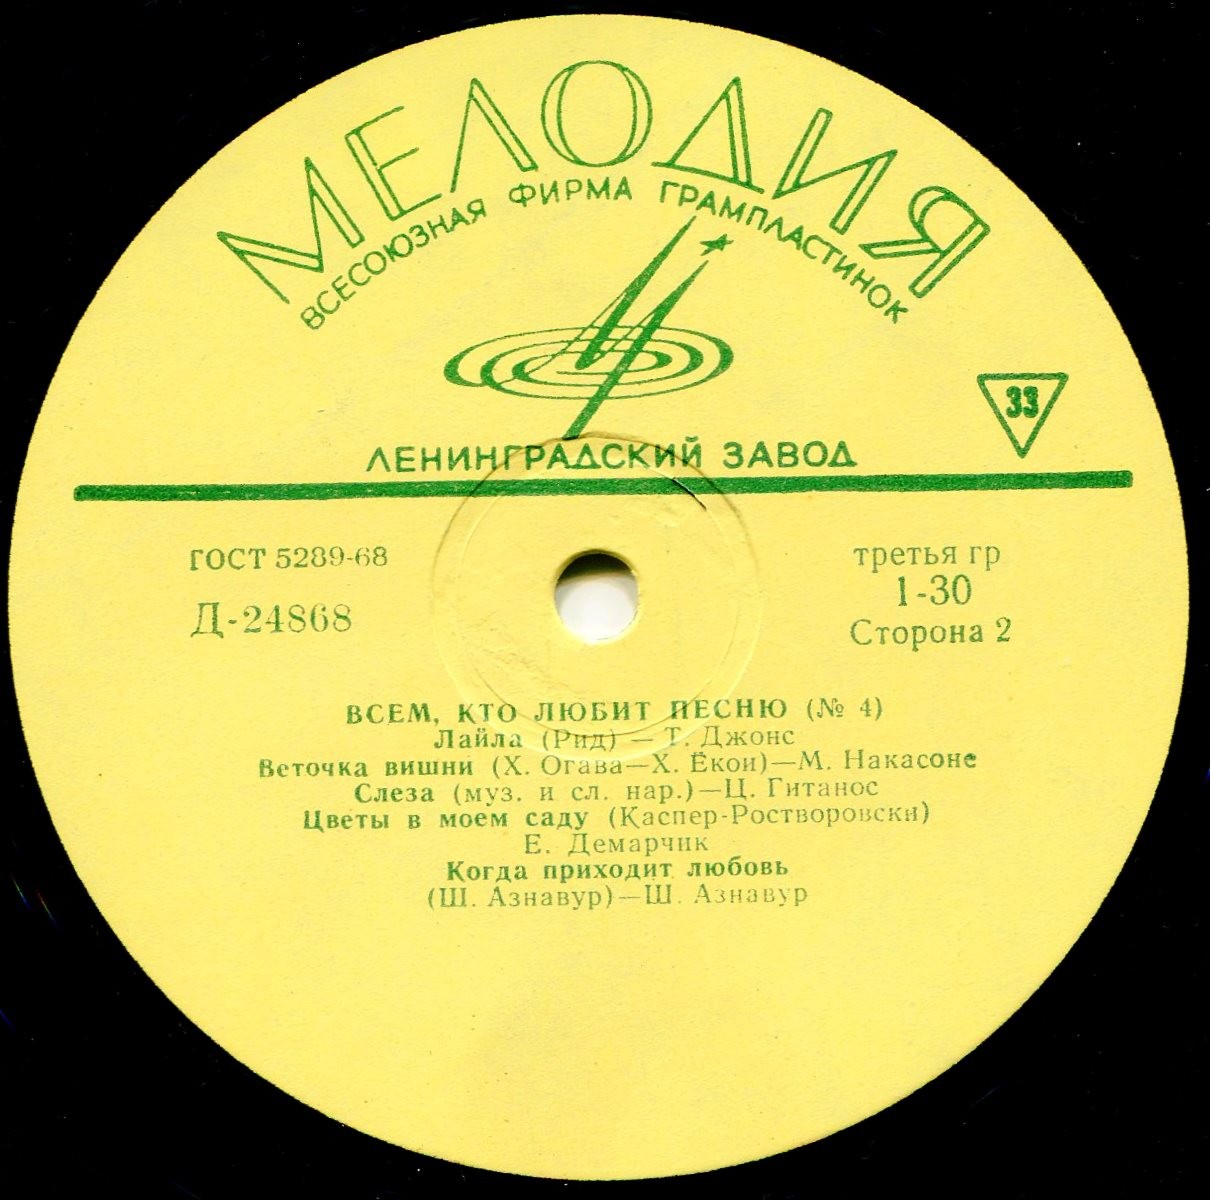 МЕЛОДИЯ
ВСЕСОЮЗНАЯ ФИРМА ГРАМПЛАСТИНОК
33
ЛЕНИНГРАДСКИЙ ЗАВОД
ГОСТ 5289-68
Д-24868
третья гр
1-30
Сторона 2
ВСЕМ, КТО ЛЮБИТ ПЕСНЮ (№ 4)
Лайла (Рид) — Т. Джонс
Веточка вишни (Х. Огава—Х. Ёкои)—М. Накасоне
Слеза (муз. и сл. нар.)—Ц. Гитанос
Цветы в моем саду (Каспер-Ростворовски)
Е. Демарчик
Когда приходит любовь
(Ш. Азнавур)—Ш. Азнавур